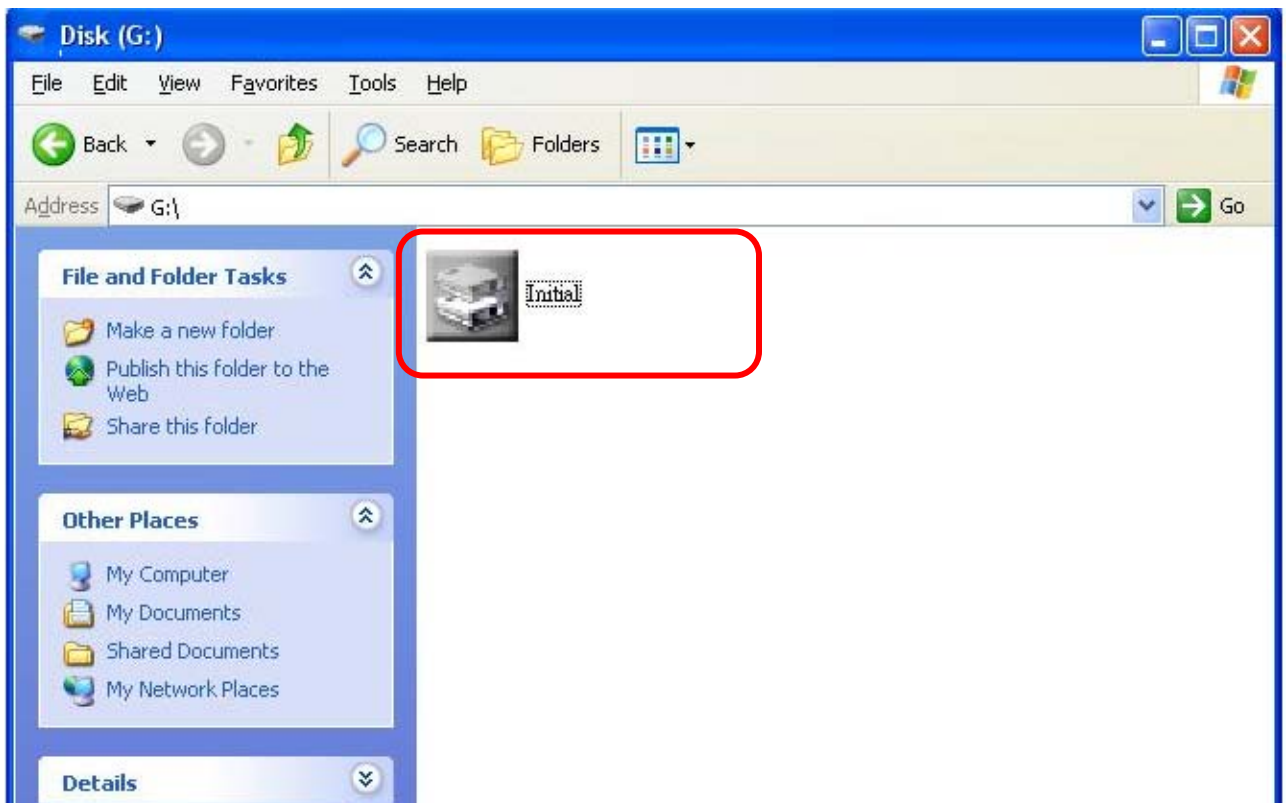 Disk (G:)
File Edit View Favorites Tools Help
Back Search Folders
Address G:\ Go
File and Folder Tasks
Make a new folder
Publish this folder to the
Web
Share this folder
Initial
Other Places
My Computer
My Documents
Shared Documents
My Network Places
Details